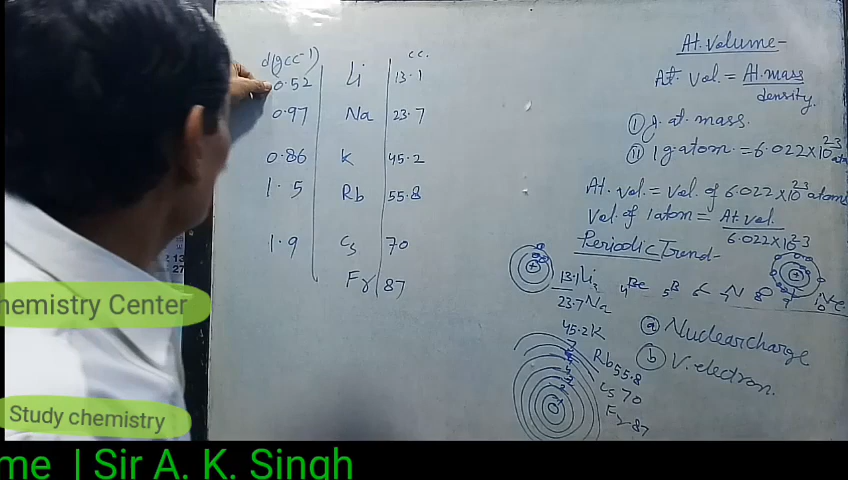 d(gcc⁻¹) cc.
0.52 Li 13.1
0.97 Na 23.7
0.86 K 45.2
1.5 Rb 55.8
1.9 Cs 70
Fr 87
At. Volume-
At. Vol. = At. mass
density.
(I) g. at. mass.
(II) 1 g. atom. = 6.022×10²³
At. Vol. = Vol. of 6.022×10²³ atoms
Vol. of 1 atom = At. Vol.
6.022×10²³
Periodic Trend-
13.1 Li
23.7 Na
45.2 K
Rb 55.8
Cs 70
Fr 87
₄Be ₅B 6 7N 8O
(a) Nuclear charge
(b) V. electron.
hemistry Center
Study chemistry
me | Sir A. K. Singh